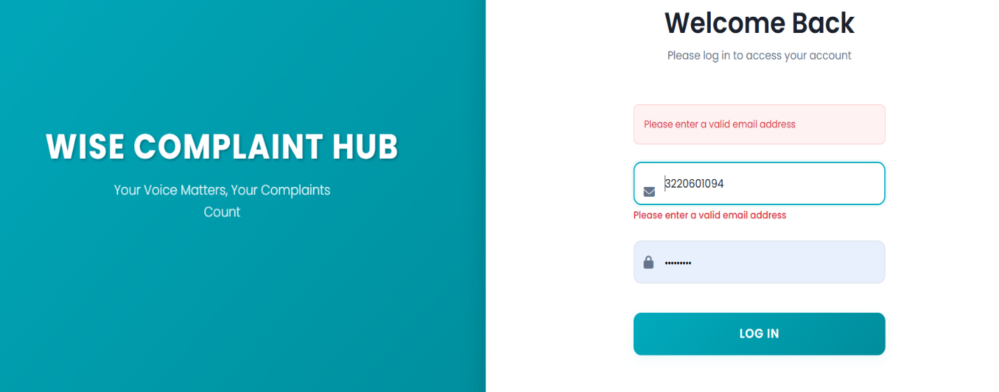 WISE COMPLAINT HUB
Your Voice Matters, Your Complaints
Count
Welcome Back
Please log in to access your account
Please enter a valid email address
3220601094
Please enter a valid email address
•••••••••
LOG IN